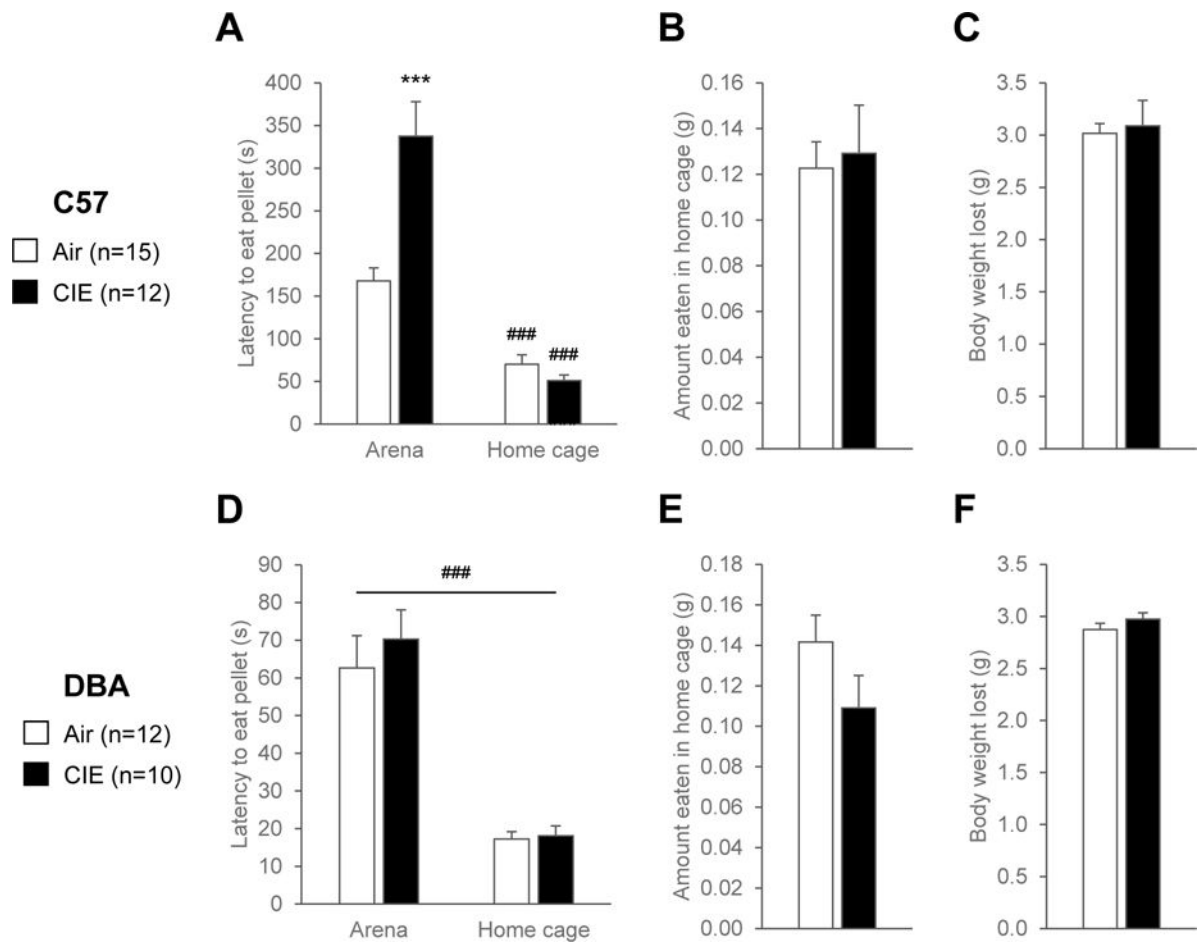 A
B
C
C57
Air (n=15)
CIE (n=12)
Latency to eat pellet (s)
400
350
300
250
200
150
100
50
0
***
###
###
Arena
Home cage
Amount eaten in home cage (g)
0.16
0.14
0.12
0.10
0.08
0.06
0.04
0.02
0.00
Body weight lost (g)
3.5
3.0
2.5
2.0
1.5
1.0
0.5
0.0
D
E
F
DBA
Air (n=12)
CIE (n=10)
Latency to eat pellet (s)
90
80
70
60
50
40
30
20
10
0
###
Arena
Home cage
Amount eaten in home cage (g)
0.18
0.16
0.14
0.12
0.10
0.08
0.06
0.04
0.02
0.00
Body weight lost (g)
3.5
3.0
2.5
2.0
1.5
1.0
0.5
0.0